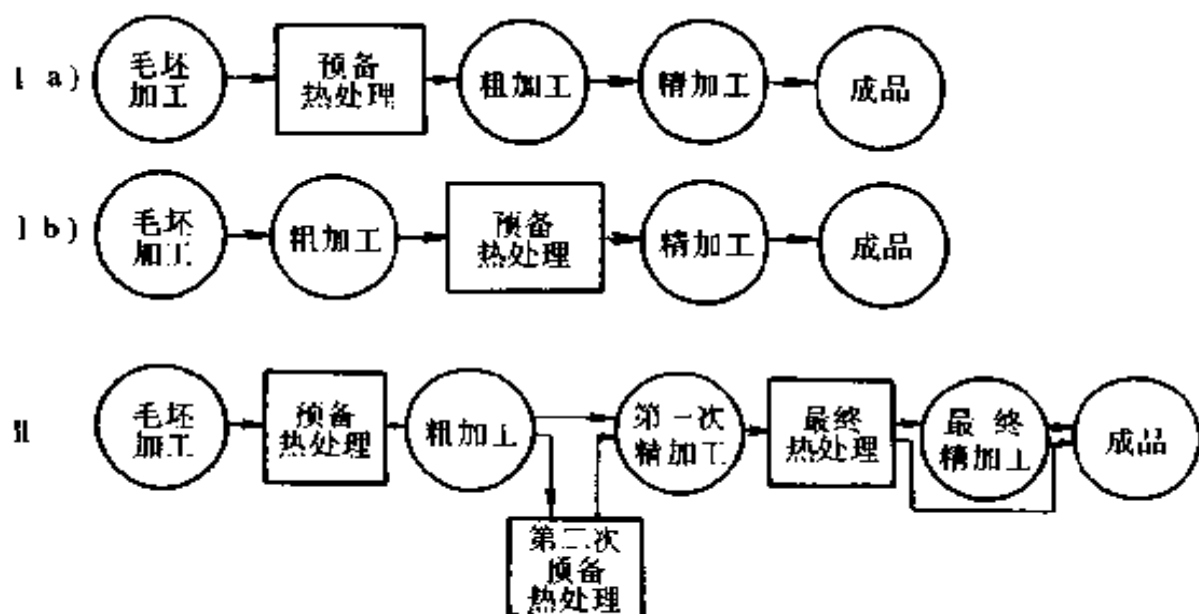 I a)
毛坯
加工
预备
热处理
粗加工
精加工
成品
I b)
毛坯
加工
粗加工
预备
热处理
精加工
成品
II
毛坯
加工
预备
热处理
粗加工
第一次
精加工
最终
热处理
最终
精加工
成品
第二次
预备
热处理